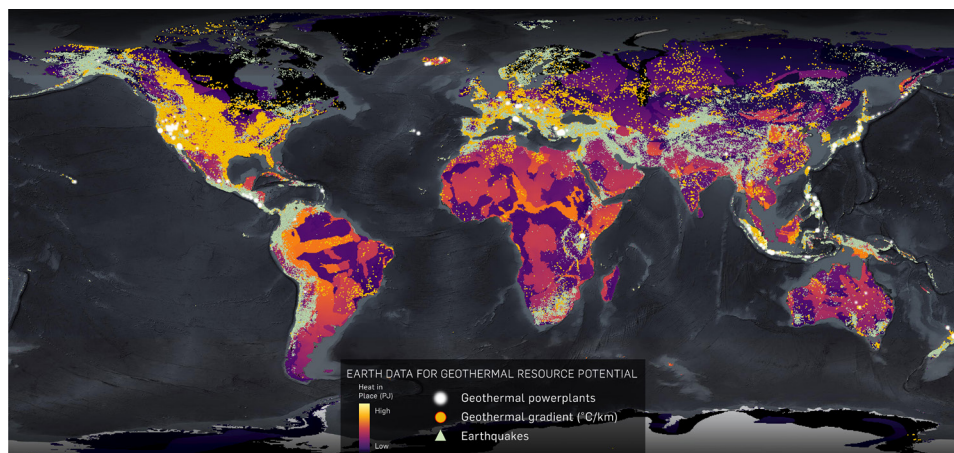 EARTH DATA FOR GEOTHERMAL RESOURCE POTENTIAL
Heat in
Place (PJ)
High
Low
Geothermal powerplants
Geothermal gradient (°C/km)
Earthquakes